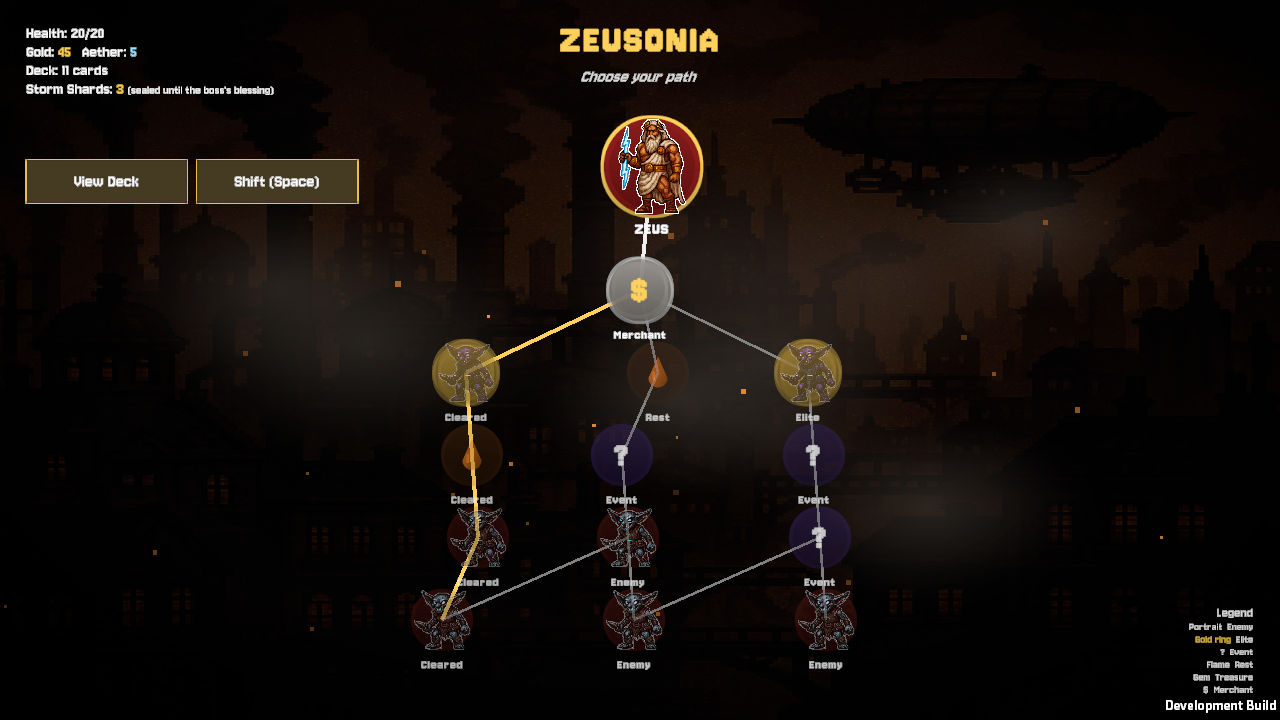 Health: 20/20
Gold: 45 Aether: 5
Deck: 11 cards
Storm Shards: 3 (sealed until the boss's blessing)
ZEUSONIA
Choose your path
View Deck
Shift (Space)
ZEUS
$
Merchant
Cleared
Rest
Elite
?
?
Cleared
Event
Event
?
Cleared
Enemy
Event
Cleared
Enemy
Enemy
Legend
Portrait Enemy
Gold ring Elite
? Event
Flame Rest
Gem Treasure
$ Merchant
Development Build